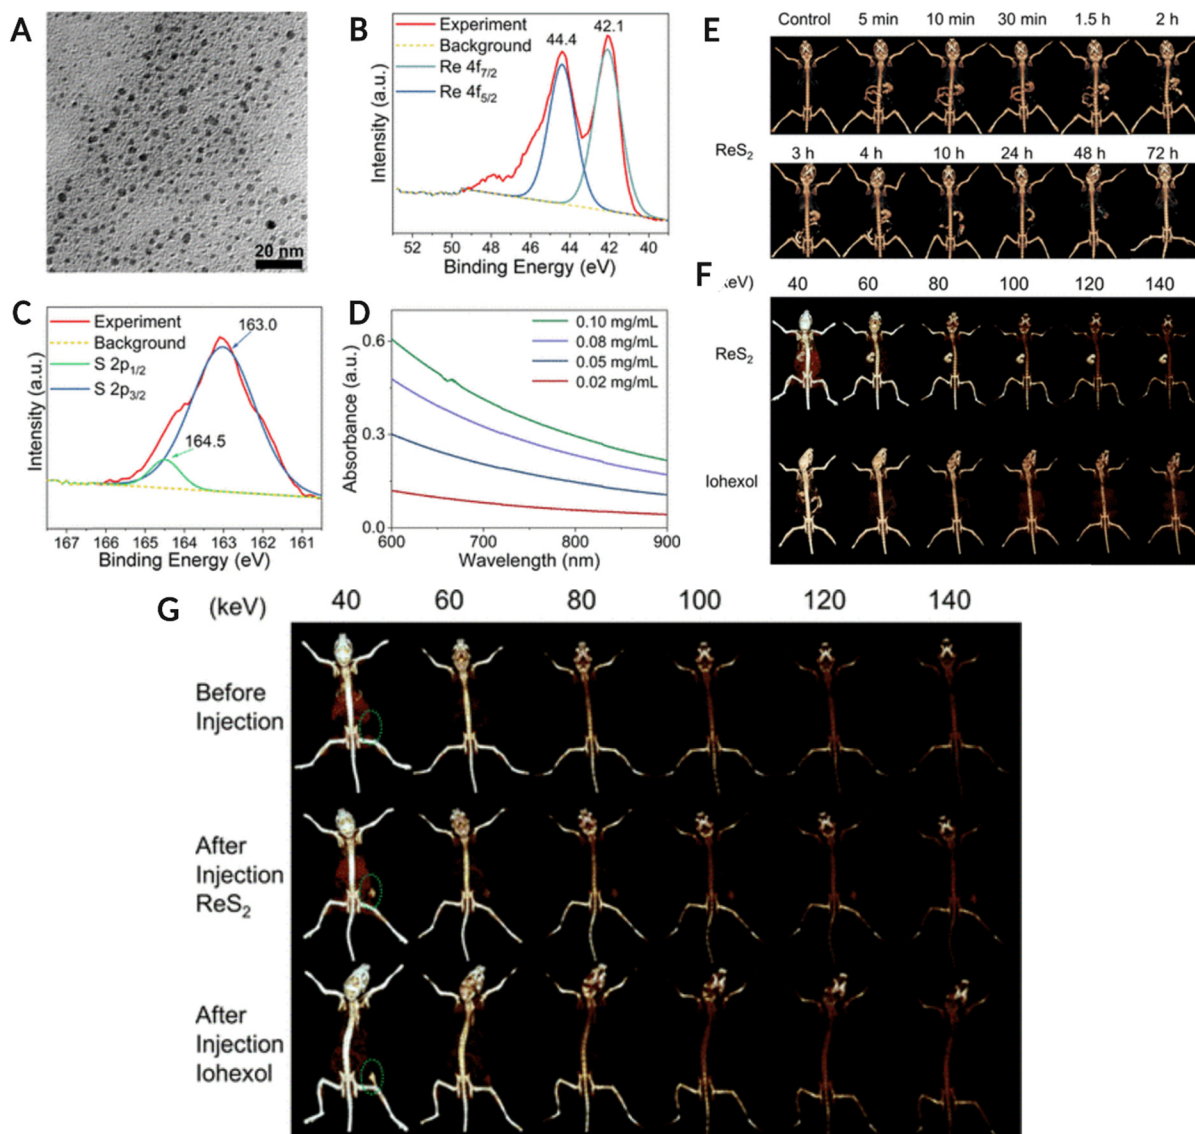 A
20 nm
B
Experiment
Background
Re 4f7/2
Re 4f5/2
44.4
42.1
Intensity (a.u.)
52 50 48 46 44 42 40
Binding Energy (eV)
C
Experiment
Background
S 2p1/2
S 2p3/2
163.0
164.5
Intensity (a.u.)
167 166 165 164 163 162 161
Binding Energy (eV)
D
0.10 mg/mL
0.08 mg/mL
0.05 mg/mL
0.02 mg/mL
Absorbance (a.u.)
0.6
0.3
0.0
600 700 800 900
Wavelength (nm)
E
Control 5 min 10 min 30 min 1.5 h 2 h
ReS2
3 h 4 h 10 h 24 h 48 h 72 h
F
keV) 40 60 80 100 120 140
ReS2
Iohexol
G
(keV) 40 60 80 100 120 140
Before
Injection
After
Injection
ReS2
After
Injection
Iohexol